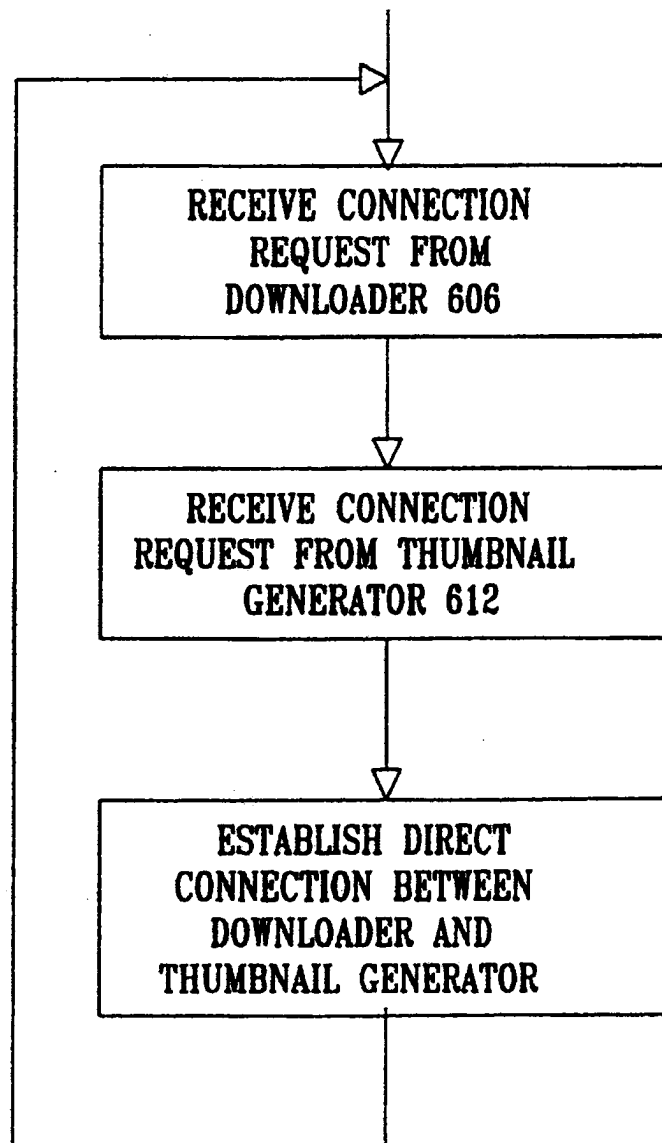 RECEIVE CONNECTION
REQUEST FROM
DOWNLOADER 606
RECEIVE CONNECTION
REQUEST FROM THUMBNAIL
GENERATOR 612
ESTABLISH DIRECT
CONNECTION BETWEEN
DOWNLOADER AND
THUMBNAIL GENERATOR